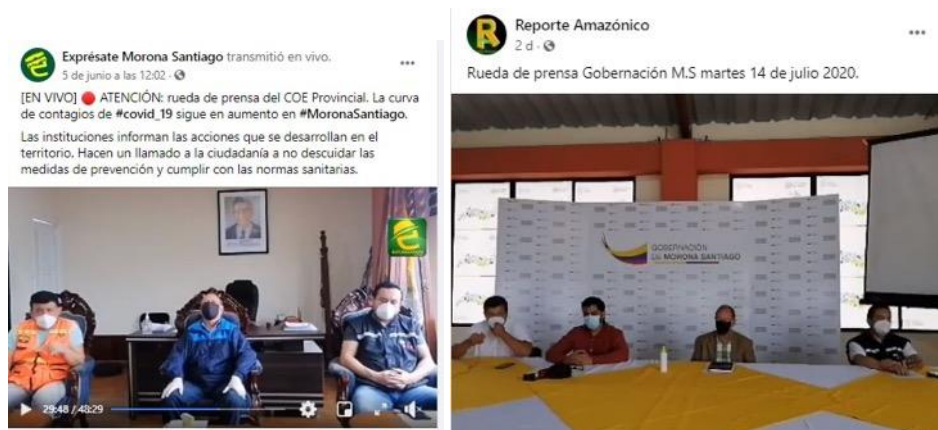 Exprésate Morona Santiago transmitió en vivo.
5 de junio a las 12:02 ·
[EN VIVO] 🔴 ATENCIÓN: rueda de prensa del COE Provincial. La curva
de contagios de #covid_19 sigue en aumento en #MoronaSantiago.
Las instituciones informan las acciones que se desarrollan en el
territorio. Hacen un llamado a la ciudadanía a no descuidar las
medidas de prevención y cumplir con las normas sanitarias.
29:48 / 48:29
Reporte Amazónico
2 d ·
Rueda de prensa Gobernación M.S martes 14 de julio 2020.
GOBERNACIÓN
DE MORONA SANTIAGO